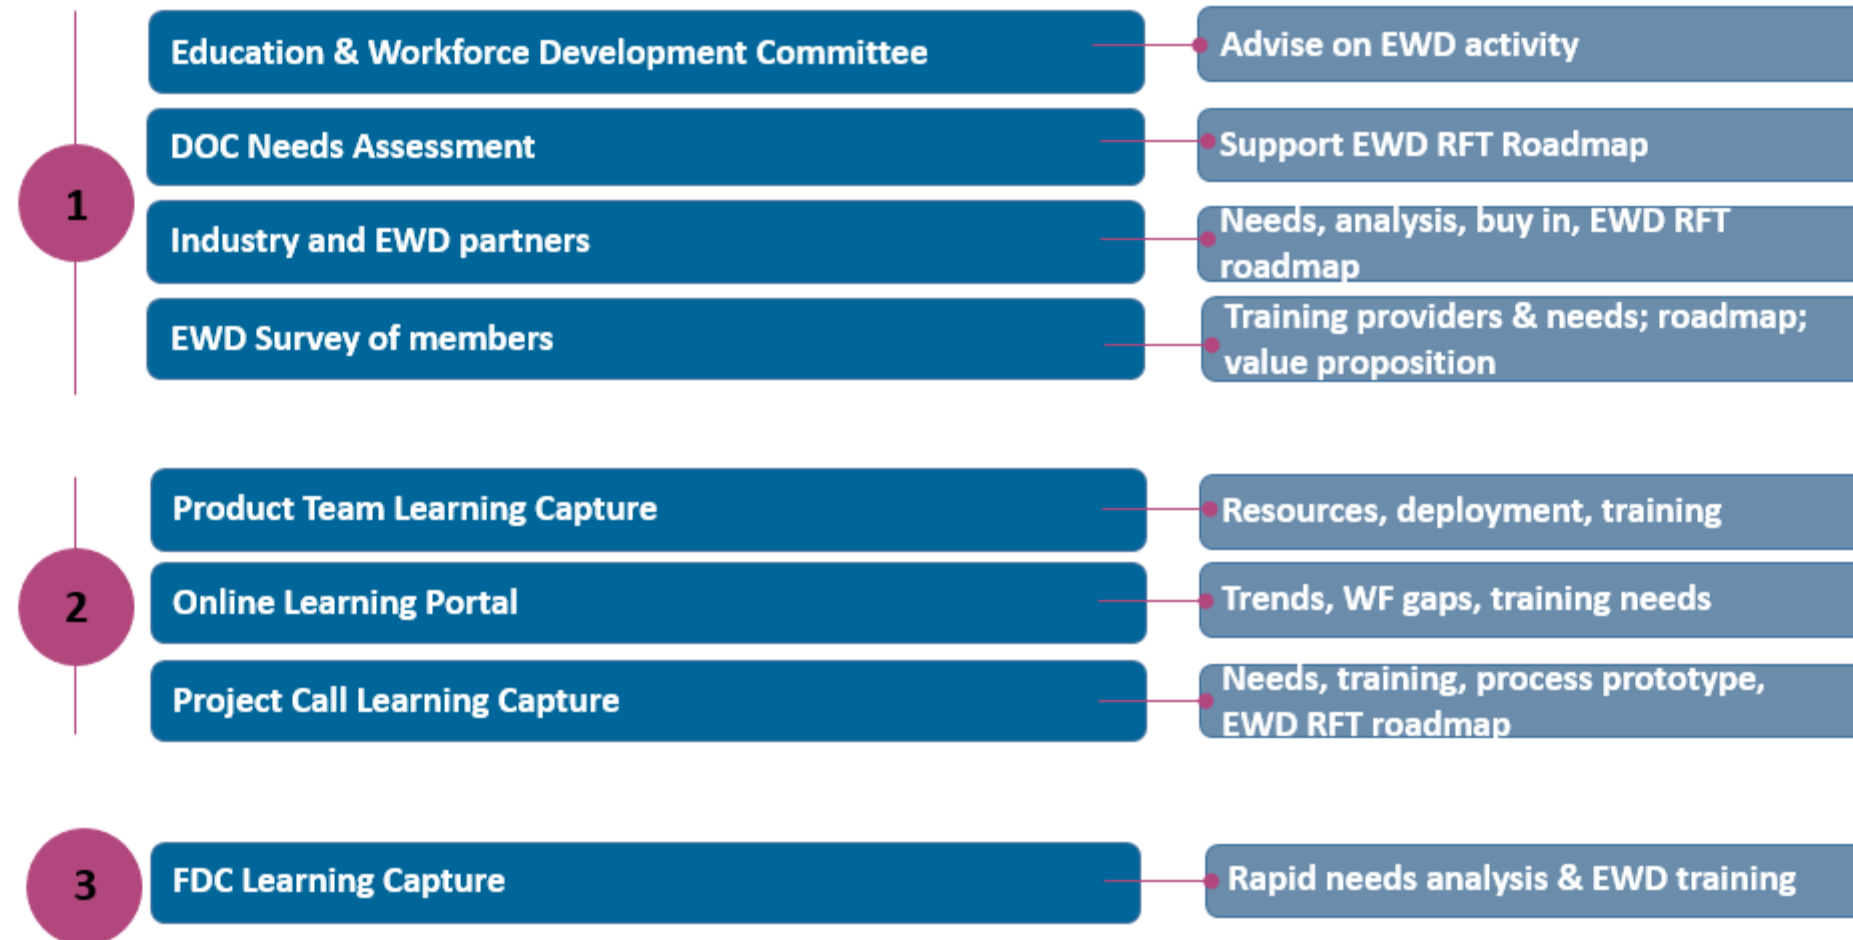 Education & Workforce Development Committee
Advise on EWD activity
DOC Needs Assessment
Support EWD RFT Roadmap
1
Industry and EWD partners
Needs, analysis, buy in, EWD RFT
roadmap
EWD Survey of members
Training providers & needs; roadmap;
value proposition
Product Team Learning Capture
Resources, deployment, training
2
Online Learning Portal
Trends, WF gaps, training needs
Project Call Learning Capture
Needs, training, process prototype,
EWD RFT roadmap
3
FDC Learning Capture
Rapid needs analysis & EWD training